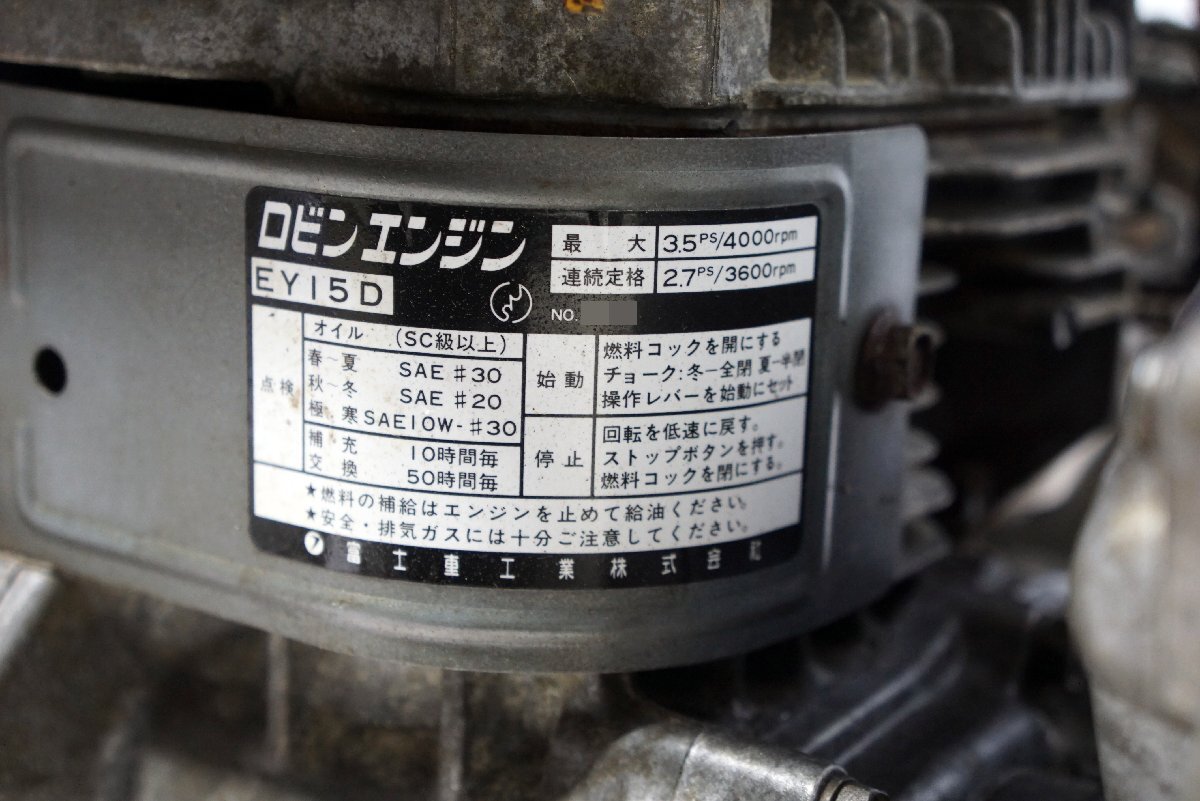 ロビンエンジン
EY15D
最大 3.5PS/4000rpm
連続定格 2.7PS/3600rpm
NO.
点検
オイル (SC級以上)
春~夏 SAE #30
秋~冬 SAE #20
極寒 SAE10W-#30
補充 10時間毎
交換 50時間毎
始動
燃料コックを開にする
チョーク:冬-全閉 夏-半閉
操作レバーを始動にセット
停止
回転を低速に戻す。
ストップボタンを押す。
燃料コックを閉にする。
★燃料の補給はエンジンを止めて給油ください。
★安全・排気ガスには十分ご注意してください。
富士重工業株式会社